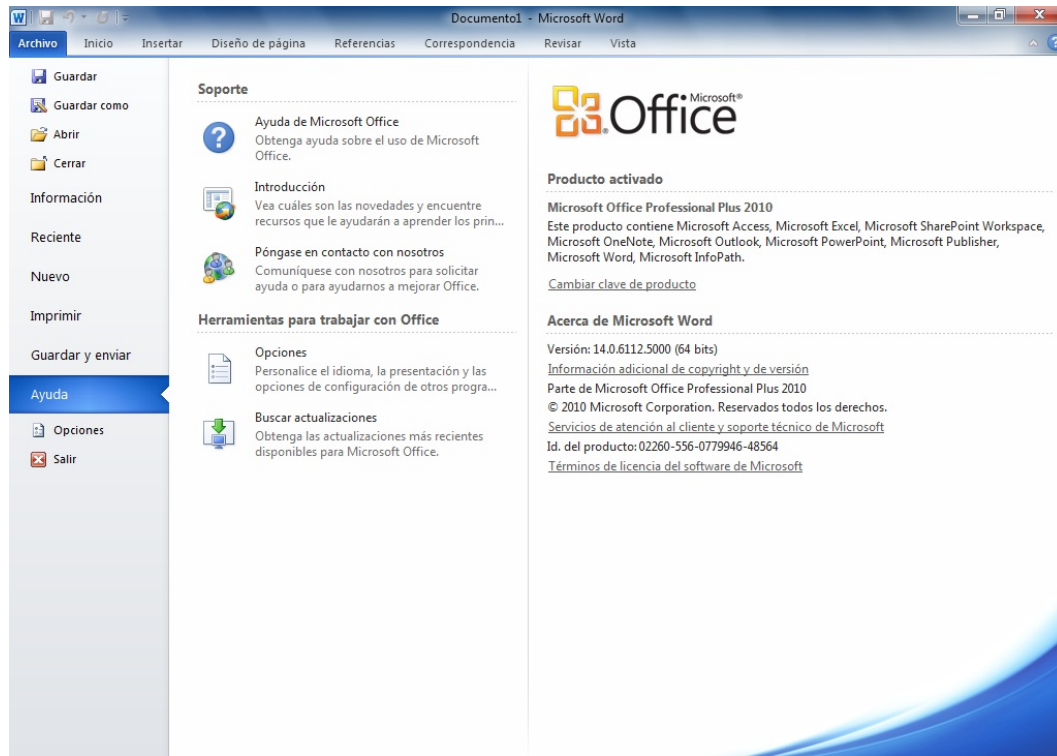 Documento1 - Microsoft Word
Archivo Inicio Insertar Diseño de página Referencias Correspondencia Revisar Vista
Guardar
Guardar como
Abrir
Cerrar
Información
Reciente
Nuevo
Imprimir
Guardar y enviar
Ayuda
Opciones
Salir
Soporte
Ayuda de Microsoft Office
Obtenga ayuda sobre el uso de Microsoft
Office.
Introducción
Vea cuáles son las novedades y encuentre
recursos que le ayudarán a aprender los prin...
Póngase en contacto con nosotros
Comuníquese con nosotros para solicitar
ayuda o para ayudarnos a mejorar Office.
Herramientas para trabajar con Office
Opciones
Personalice el idioma, la presentación y las
opciones de configuración de otros progra...
Buscar actualizaciones
Obtenga las actualizaciones más recientes
disponibles para Microsoft Office.
Microsoft®
Office
Producto activado
Microsoft Office Professional Plus 2010
Este producto contiene Microsoft Access, Microsoft Excel, Microsoft SharePoint Workspace,
Microsoft OneNote, Microsoft Outlook, Microsoft PowerPoint, Microsoft Publisher,
Microsoft Word, Microsoft InfoPath.
Cambiar clave de producto
Acerca de Microsoft Word
Versión: 14.0.6112.5000 (64 bits)
Información adicional de copyright y de versión
Parte de Microsoft Office Professional Plus 2010
© 2010 Microsoft Corporation. Reservados todos los derechos.
Servicios de atención al cliente y soporte técnico de Microsoft
Id. del producto: 02260-556-0779946-48564
Términos de licencia del software de Microsoft